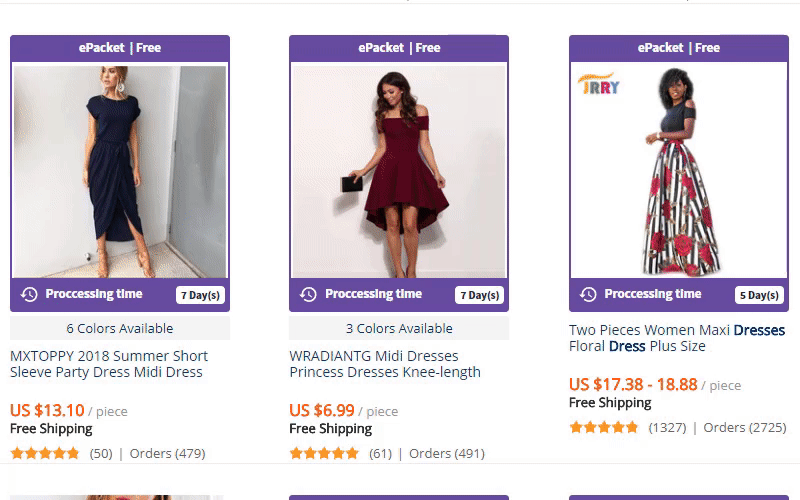 ePacket | Free
ePacket | Free
ePacket | Free
TRRY
Proccessing time
7 Day(s)
Proccessing time
7 Day(s)
Proccessing time
5 Day(s)
6 Colors Available
MXTOPPY 2018 Summer Short
Sleeve Party Dress Midi Dress
US $13.10 / piece
Free Shipping
(50) | Orders (479)
3 Colors Available
WRADIANTG Midi Dresses
Princess Dresses Knee-length
US $6.99 / piece
Free Shipping
(61) | Orders (491)
Two Pieces Women Maxi Dresses
Floral Dress Plus Size
US $17.38 - 18.88 / piece
Free Shipping
(1327) | Orders (2725)